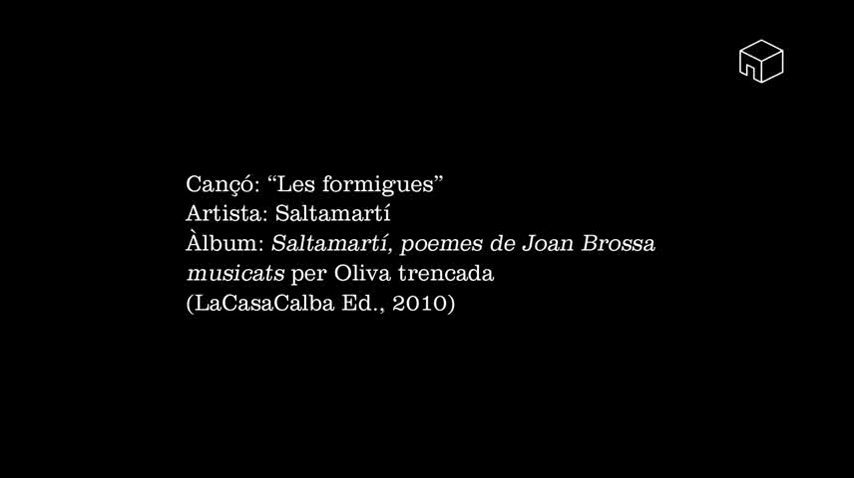 Cançó: “Les formigues”
Artista: Saltamartí
Àlbum: Saltamartí, poemes de Joan Brossa
musicats per Oliva trencada
(LaCasaCalba Ed., 2010)